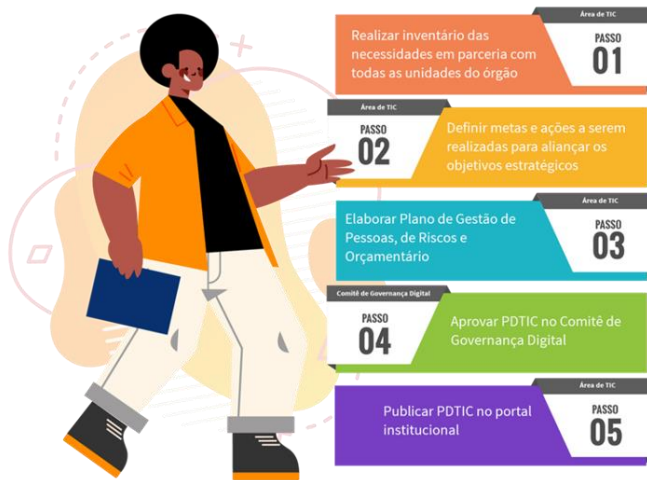 Área de TIC
Realizar inventário das
necessidades em parceria com
todas as unidades do órgão
PASSO
01
Área de TIC
PASSO
02
Definir metas e ações a serem
realizadas para aliançar os
objetivos estratégicos
Área de TIC
Elaborar Plano de Gestão de
Pessoas, de Riscos e
Orçamentário
PASSO
03
Comitê de Governança Digital
PASSO
04
Aprovar PDTIC no Comitê de
Governança Digital
Área de TIC
Publicar PDTIC no portal
institucional
PASSO
05